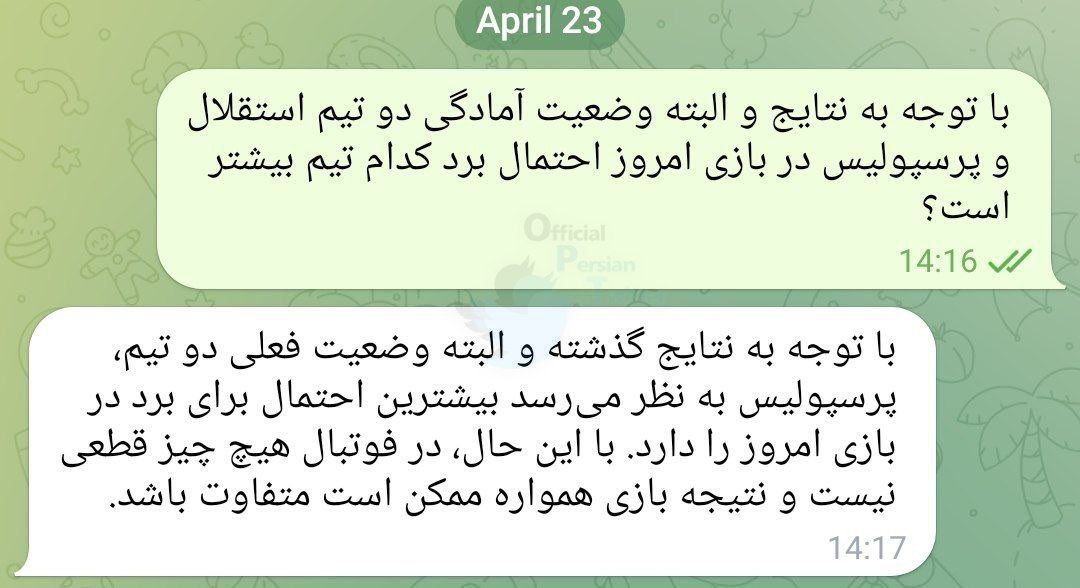 April 23
با توجه به نتایج و البته وضعیت آمادگی دو تیم استقلال
و پرسپولیس در بازی امروز احتمال برد کدام تیم بیشتر
است؟
14:16
Official
Persian
با توجه به نتایج گذشته و البته وضعیت فعلی دو تیم،
پرسپولیس به نظر می‌رسد بیشترین احتمال برای برد در
بازی امروز را دارد. با این حال، در فوتبال هیچ چیز قطعی
نیست و نتیجه بازی همواره ممکن است متفاوت باشد.
14:17